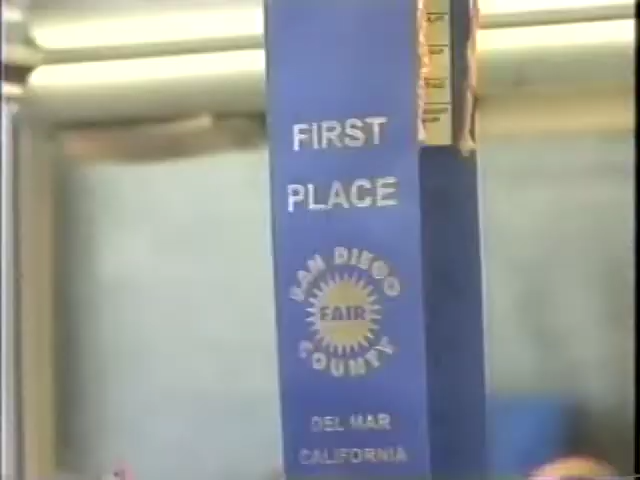 FIRST
PLACE
SAN DIEGO
FAIR
COUNTY
DEL MAR
CALIFORNIA